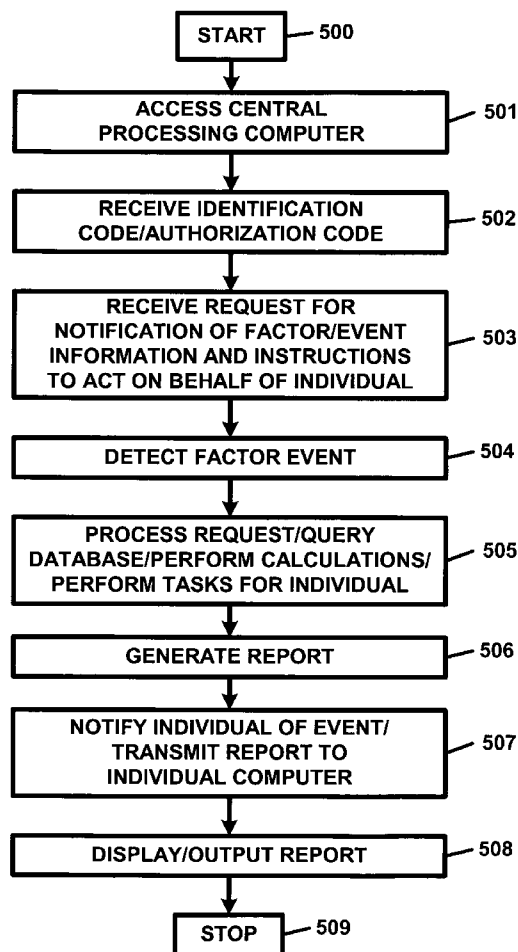 START
500
ACCESS CENTRAL
PROCESSING COMPUTER
501
RECEIVE IDENTIFICATION
CODE/AUTHORIZATION CODE
502
RECEIVE REQUEST FOR
NOTIFICATION OF FACTOR/EVENT
INFORMATION AND INSTRUCTIONS
TO ACT ON BEHALF OF INDIVIDUAL
503
DETECT FACTOR EVENT
504
PROCESS REQUEST/QUERY
DATABASE/PERFORM CALCULATIONS/
PERFORM TASKS FOR INDIVIDUAL
505
GENERATE REPORT
506
NOTIFY INDIVIDUAL OF EVENT/
TRANSMIT REPORT TO
INDIVIDUAL COMPUTER
507
DISPLAY/OUTPUT REPORT
508
STOP
509